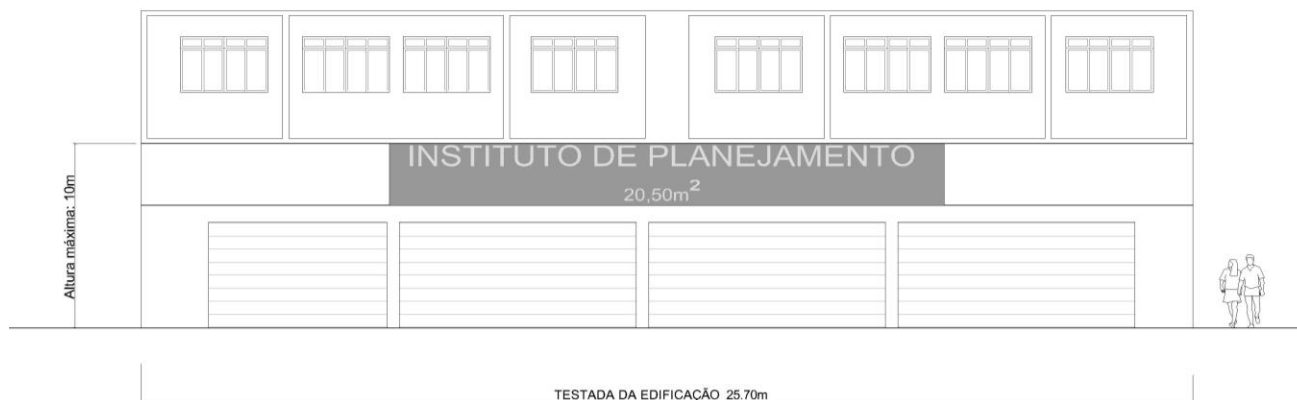 INSTITUTO DE PLANEJAMENTO
20,50m²
Altura máxima: 10m
TESTADA DA EDIFICAÇÃO 25.70m